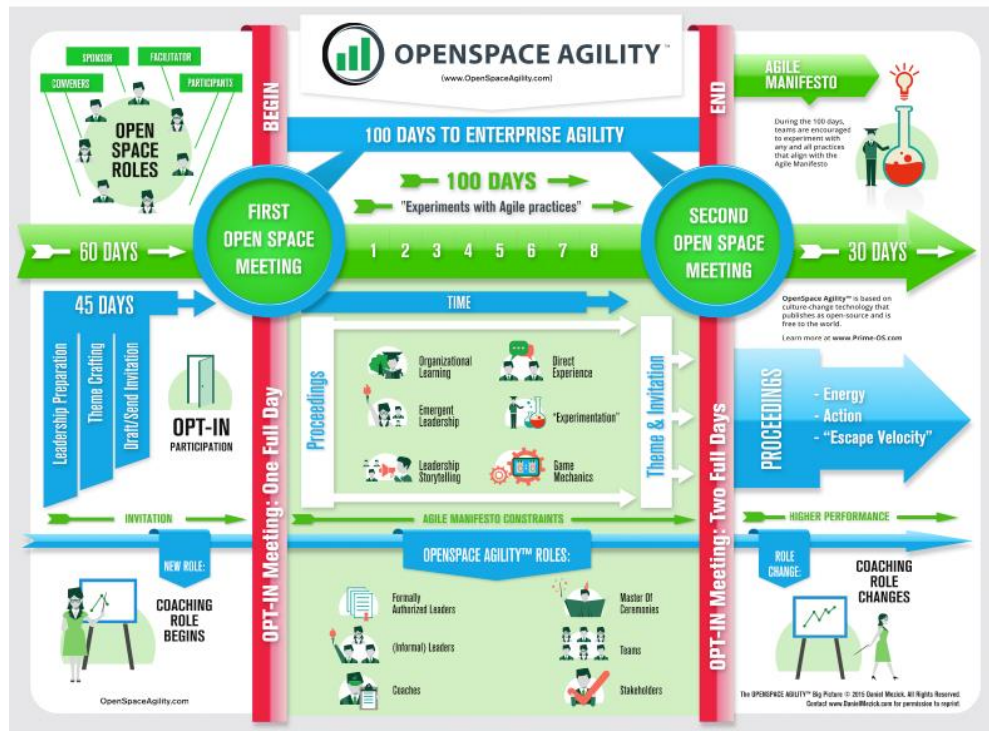 OPENSPACE AGILITY™
(www.OpenSpaceAgility.com)
SPONSOR
FACILITATOR
CONVENERS
PARTICIPANTS
OPEN
SPACE
ROLES
BEGIN
END
100 DAYS TO ENTERPRISE AGILITY
AGILE
MANIFESTO
During the 100 days,
teams are encouraged
to experiment with
any and all practices
that align with the
Agile Manifesto
100 DAYS
"Experiments with Agile practices"
60 DAYS
FIRST
OPEN SPACE
MEETING
1 2 3 4 5 6 7 8
SECOND
OPEN SPACE
MEETING
30 DAYS
45 DAYS
Leadership Preparation
Theme Crafting
Draft/Send Invitation
OPT-IN
PARTICIPATION
OPT-IN Meeting: One Full Day
TIME
Proceedings
Organizational
Learning
Direct
Experience
Emergent
Leadership
"Experimentation"
Leadership
Storytelling
Game
Mechanics
Theme & Invitation
OPT-IN Meeting: Two Full Days
OpenSpace Agility™ is based on
culture-change technology that
publishes as open-source and is
free to the world.
Learn more at www.Prime-OS.com
PROCEEDINGS
- Energy
- Action
- "Escape Velocity"
INVITATION
AGILE MANIFESTO CONSTRAINTS
HIGHER PERFORMANCE
NEW ROLE:
COACHING
ROLE
BEGINS
OPENSPACE AGILITY™ ROLES:
Formally
Authorized Leaders
Master Of
Ceremonies
(Informal) Leaders
Teams
Coaches
Stakeholders
ROLE
CHANGE:
COACHING
ROLE
CHANGES
OpenSpaceAgility.com
The OPENSPACE AGILITY™ Big Picture © 2015 Daniel Mezick. All Rights Reserved.
Contact www.DanielMezick.com for permission to reprint.